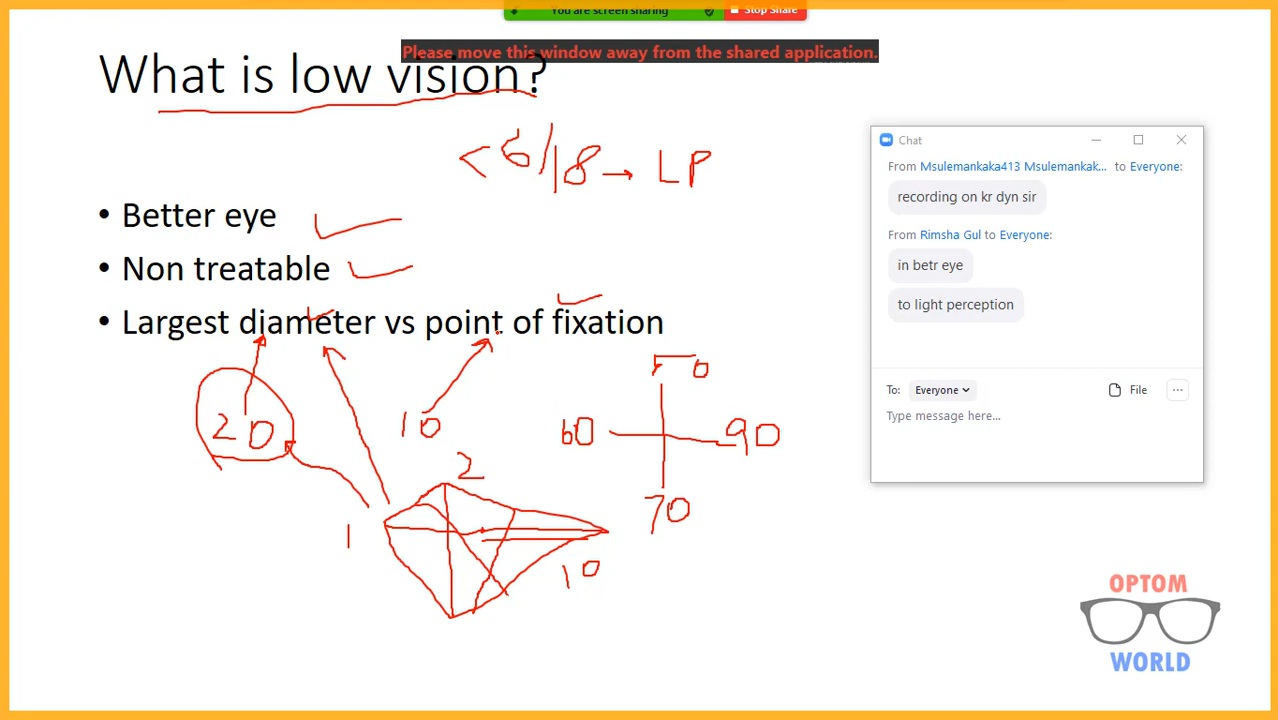 You are screen sharing Stop Share
Please move this window away from the shared application.
What is low vision?
<6/18 → LP
• Better eye
• Non treatable
• Largest diameter vs point of fixation
20
10
60
90
70
2
1
10
Chat
From Msulemankaka413 Msulemankak... to Everyone:
recording on kr dyn sir
From Rimsha Gul to Everyone:
in betr eye
to light perception
To: Everyone
File
Type message here...
OPTOM
WORLD